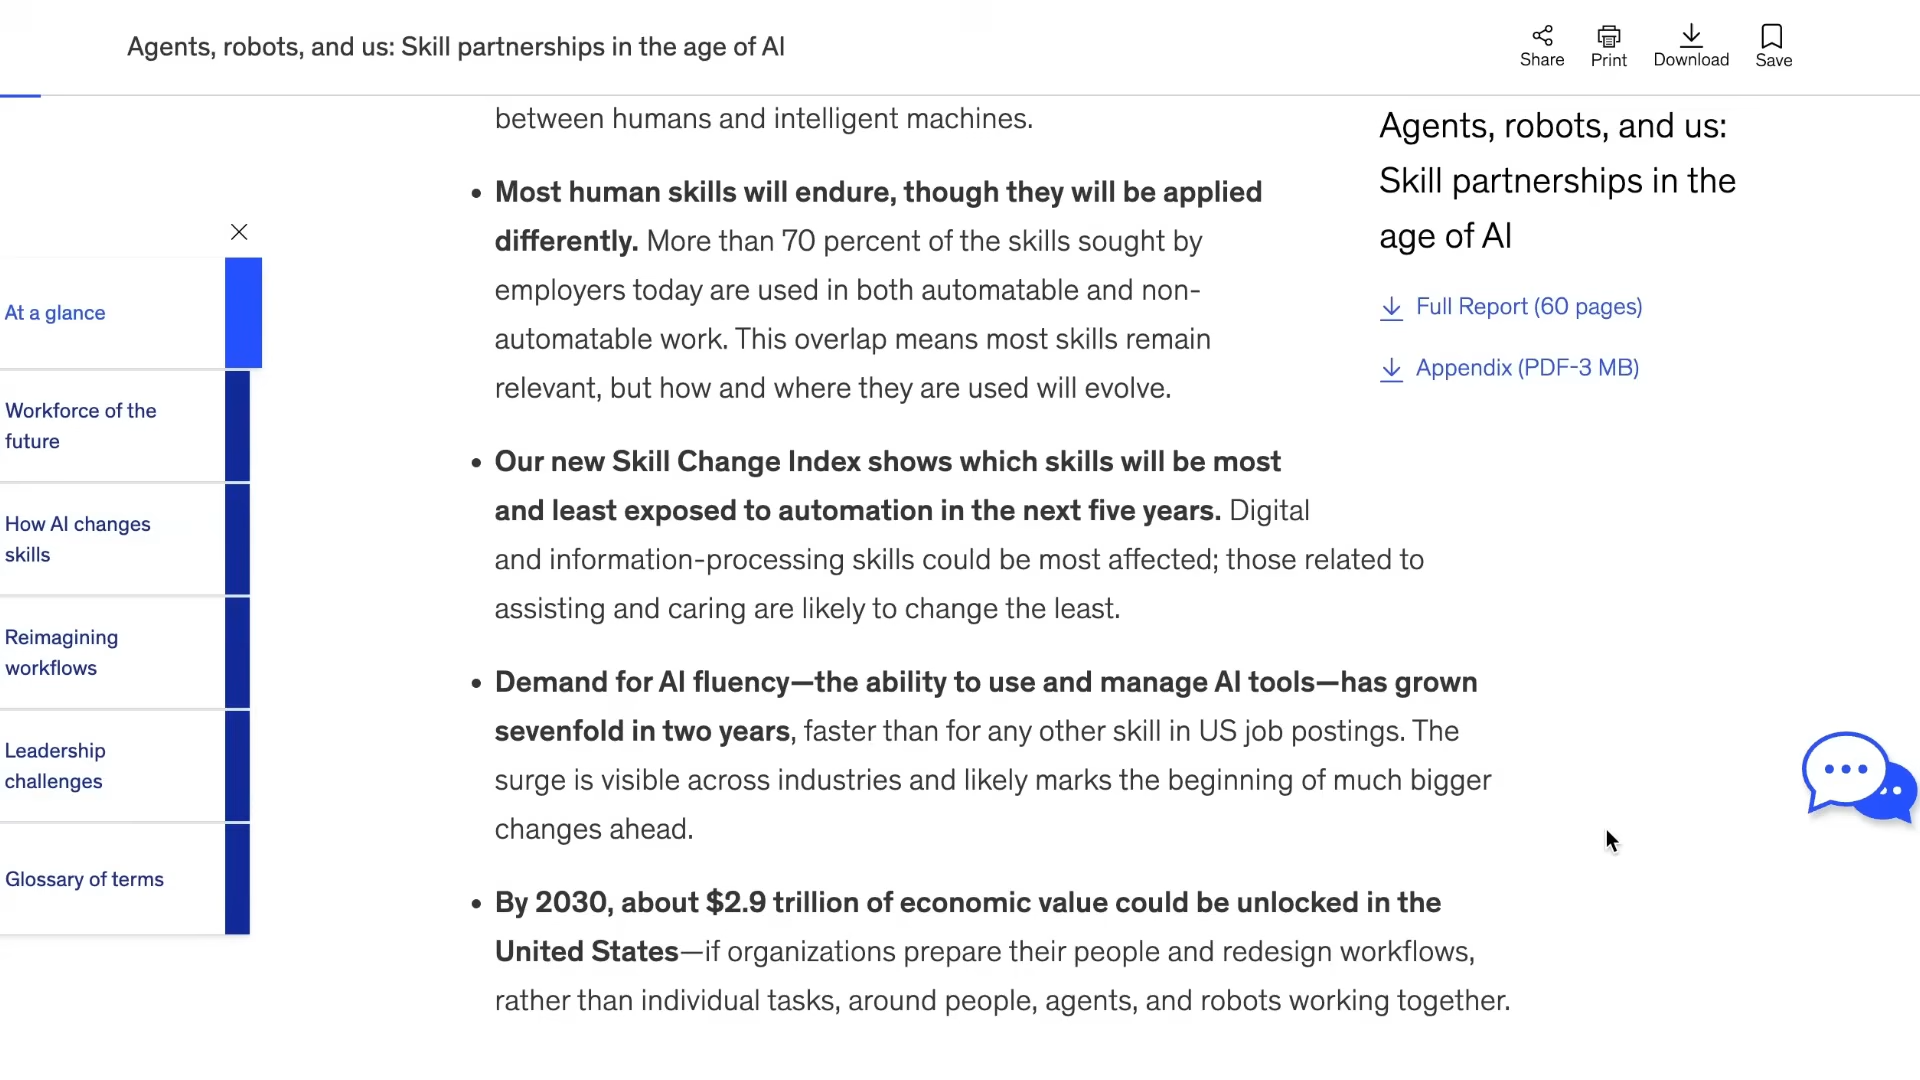 Agents, robots, and us: Skill partnerships in the age of AI
Share
Print
Download
Save
At a glance
Workforce of the
future
How AI changes
skills
Reimagining
workflows
Leadership
challenges
Glossary of terms
between humans and intelligent machines.
• Most human skills will endure, though they will be applied
differently. More than 70 percent of the skills sought by
employers today are used in both automatable and non-
automatable work. This overlap means most skills remain
relevant, but how and where they are used will evolve.
• Our new Skill Change Index shows which skills will be most
and least exposed to automation in the next five years. Digital
and information-processing skills could be most affected; those related to
assisting and caring are likely to change the least.
• Demand for AI fluency—the ability to use and manage AI tools—has grown
sevenfold in two years, faster than for any other skill in US job postings. The
surge is visible across industries and likely marks the beginning of much bigger
changes ahead.
• By 2030, about $2.9 trillion of economic value could be unlocked in the
United States—if organizations prepare their people and redesign workflows,
rather than individual tasks, around people, agents, and robots working together.
Agents, robots, and us:
Skill partnerships in the
age of AI
Full Report (60 pages)
Appendix (PDF-3 MB)